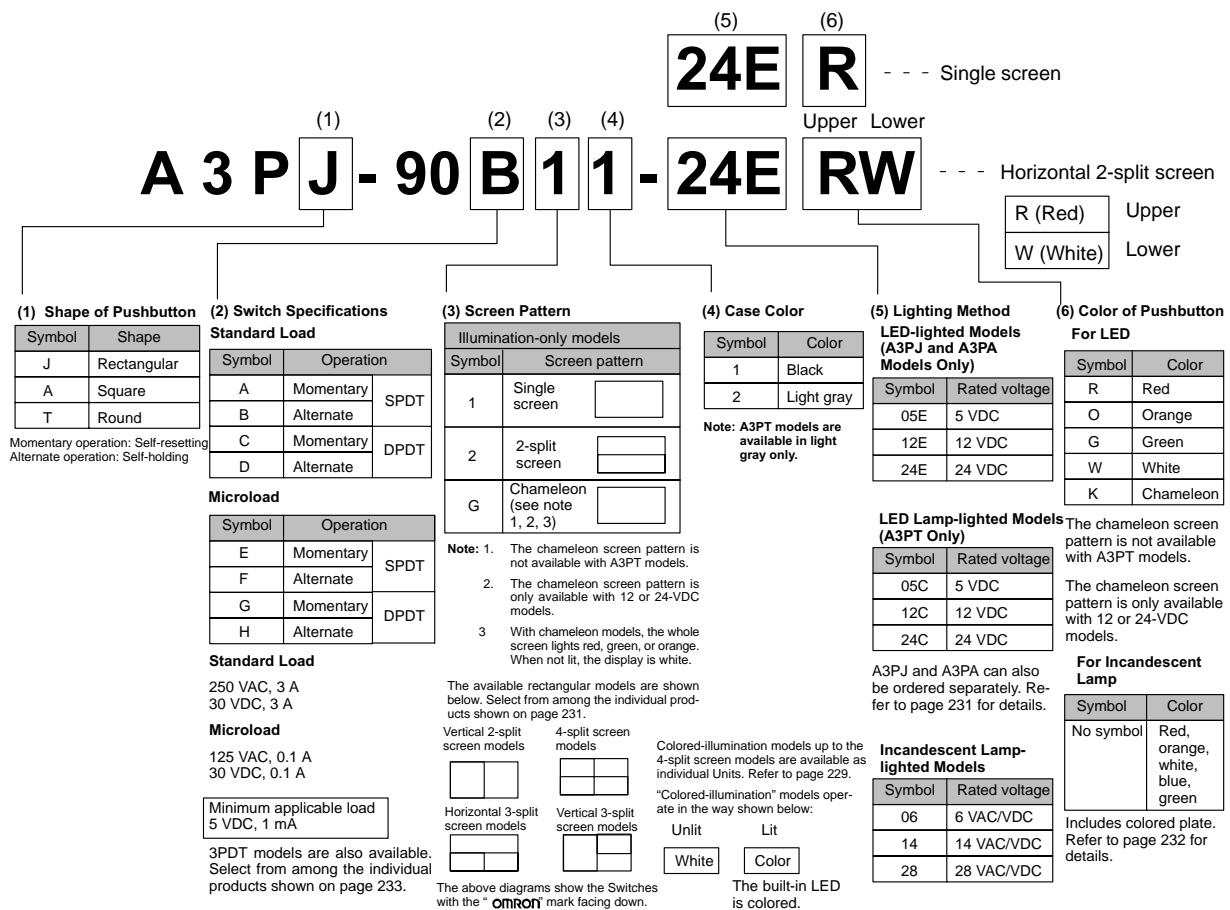 (5) (6)
24E R - - - Single screen
(1) (2) (3) (4) Upper Lower
A 3 P J - 90 B 1 1 - 24E RW - - - Horizontal 2-split screen
R (Red) Upper
W (White) Lower
(1) Shape of Pushbutton
Symbol Shape
J Rectangular
A Square
T Round
Momentary operation: Self-resetting
Alternate operation: Self-holding
(2) Switch Specifications
Standard Load
Symbol Operation
A Momentary SPDT
B Alternate
C Momentary DPDT
D Alternate
Microload
Symbol Operation
E Momentary SPDT
F Alternate
G Momentary DPDT
H Alternate
Standard Load
250 VAC, 3 A
30 VDC, 3 A
Microload
125 VAC, 0.1 A
30 VDC, 0.1 A
Minimum applicable load
5 VDC, 1 mA
3PDT models are also available.
Select from among the individual
products shown on page 233.
(3) Screen Pattern
Illumination-only models
Symbol Screen pattern
1 Single
screen
2 2-split
screen
G Chameleon
(see note
1, 2, 3)
Note: 1. The chameleon screen pattern is
not available with A3PT models.
2. The chameleon screen pattern is
only available with 12 or 24-VDC
models.
3 With chameleon models, the whole
screen lights red, green, or orange.
When not lit, the display is white.
The available rectangular models are shown
below. Select from among the individual prod-
ucts shown on page 231.
Vertical 2-split
screen models
4-split screen
models
Horizontal 3-split
screen models
Vertical 3-split
screen models
The above diagrams show the Switches
with the " OMRON" mark facing down.
Colored-illumination models up to the
4-split screen models are available as
individual Units. Refer to page 229.
"Colored-illumination" models oper-
ate in the way shown below:
Unlit Lit
White Color
The built-in LED
is colored.
(4) Case Color
Symbol Color
1 Black
2 Light gray
Note: A3PT models are
available in light
gray only.
(5) Lighting Method
LED-lighted Models
(A3PJ and A3PA
Models Only)
Symbol Rated voltage
05E 5 VDC
12E 12 VDC
24E 24 VDC
LED Lamp-lighted Models
(A3PT Only)
Symbol Rated voltage
05C 5 VDC
12C 12 VDC
24C 24 VDC
A3PJ and A3PA can also
be ordered separately. Re-
fer to page 231 for details.
Incandescent Lamp-
lighted Models
Symbol Rated voltage
06 6 VAC/VDC
14 14 VAC/VDC
28 28 VAC/VDC
(6) Color of Pushbutton
For LED
Symbol Color
R Red
O Orange
G Green
W White
K Chameleon
The chameleon screen
pattern is not available
with A3PT models.
The chameleon screen
pattern is only available
with 12 or 24-VDC
models.
For Incandescent
Lamp
Symbol Color
No symbol Red,
orange,
white,
blue,
green
Includes colored plate.
Refer to page 232 for
details.